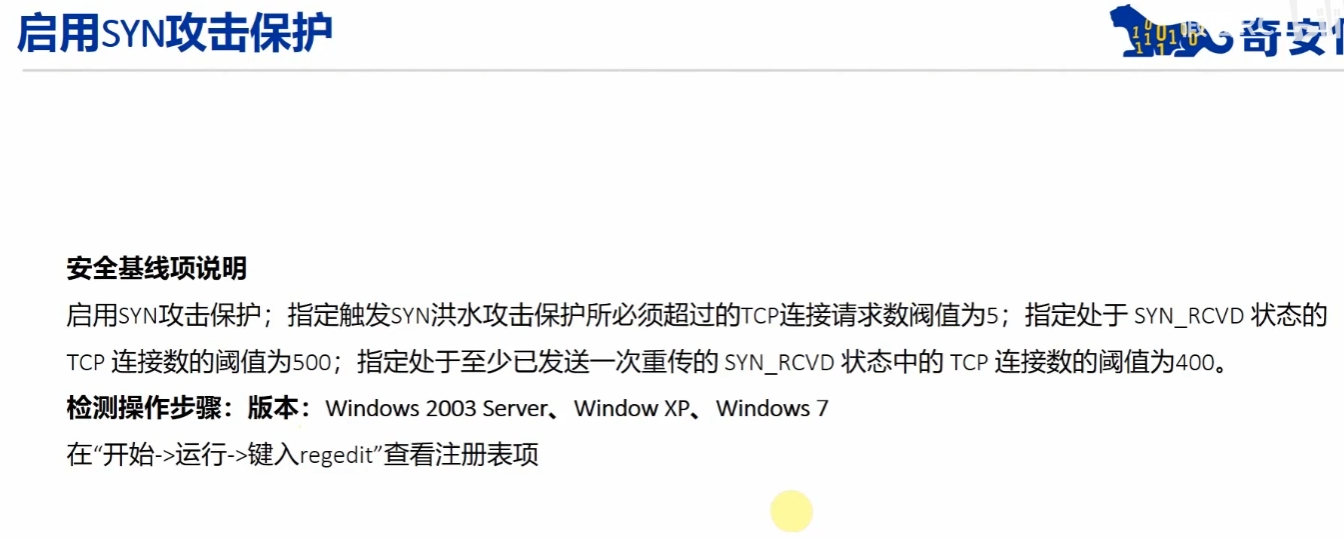 启用SYN攻击保护
奇安
安全基线项说明
启用SYN攻击保护；指定触发SYN洪水攻击保护所必须超过的TCP连接请求数阀值为5；指定处于 SYN_RCVD 状态的
TCP 连接数的阈值为500；指定处于至少已发送一次重传的 SYN_RCVD 状态中的 TCP 连接数的阈值为400。
检测操作步骤：版本：Windows 2003 Server、Window XP、Windows 7
在“开始->运行->键入regedit”查看注册表项